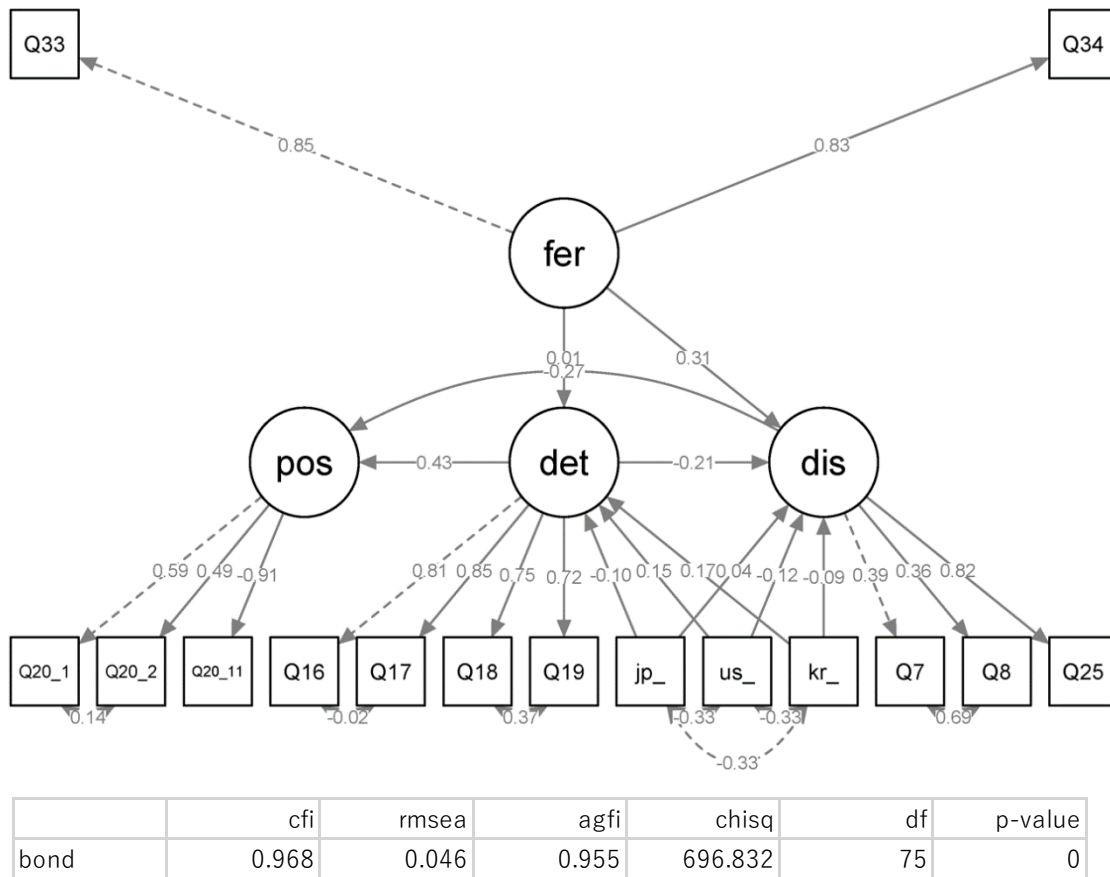 Q33 Q34
0.85 0.83
fer
0.01 0.31
-0.27
pos det dis
0.43 -0.21
0.59 0.49 -0.91 0.81 0.85 0.75 0.72 -0.10 0.15 0.17 0.04 -0.12 -0.09 0.39 0.36 0.82
Q20_1 Q20_2 Q20_11 Q16 Q17 Q18 Q19 jp_ us_ kr_ Q7 Q8 Q25
0.14 -0.02 0.37 -0.33 -0.33 0.69
-0.33
cfi rmsea agfi chisq df p-value
bond 0.968 0.046 0.955 696.832 75 0